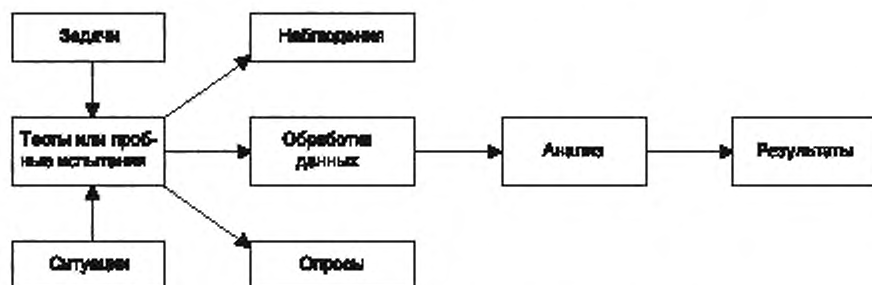 Задачи
Наблюдения
Тесты или проб-
ные испытания
Обработка
данных
Анализ
Результаты
Ситуации
Опросы